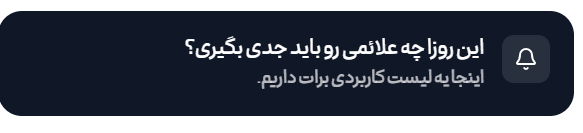 این روزا چه علائمی رو باید جدی بگیری؟
اینجا یه لیست کاربردی برات داریم.